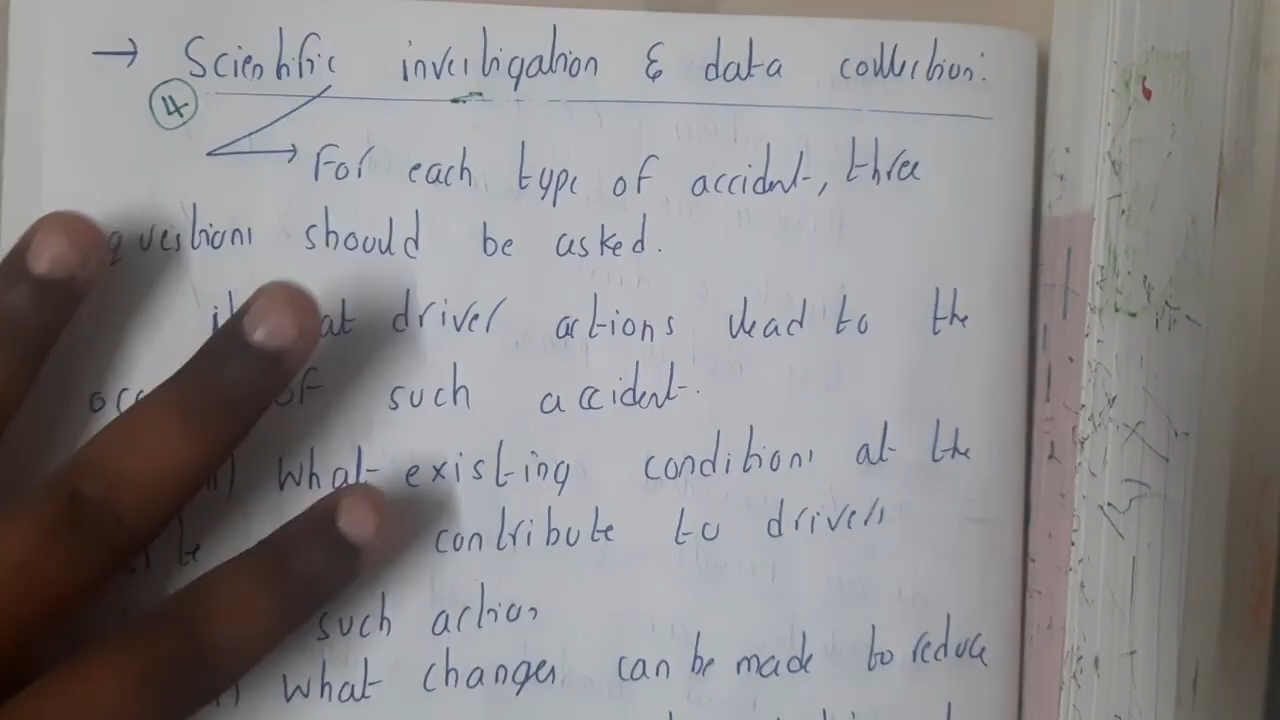 → Scientific investigation & data collection:
④
→ For each type of accident, three
questions should be asked.
driver actions lead to the
of such accident.
What existing conditions at the
contribute to drivers
such action
what changes can be made to reduce